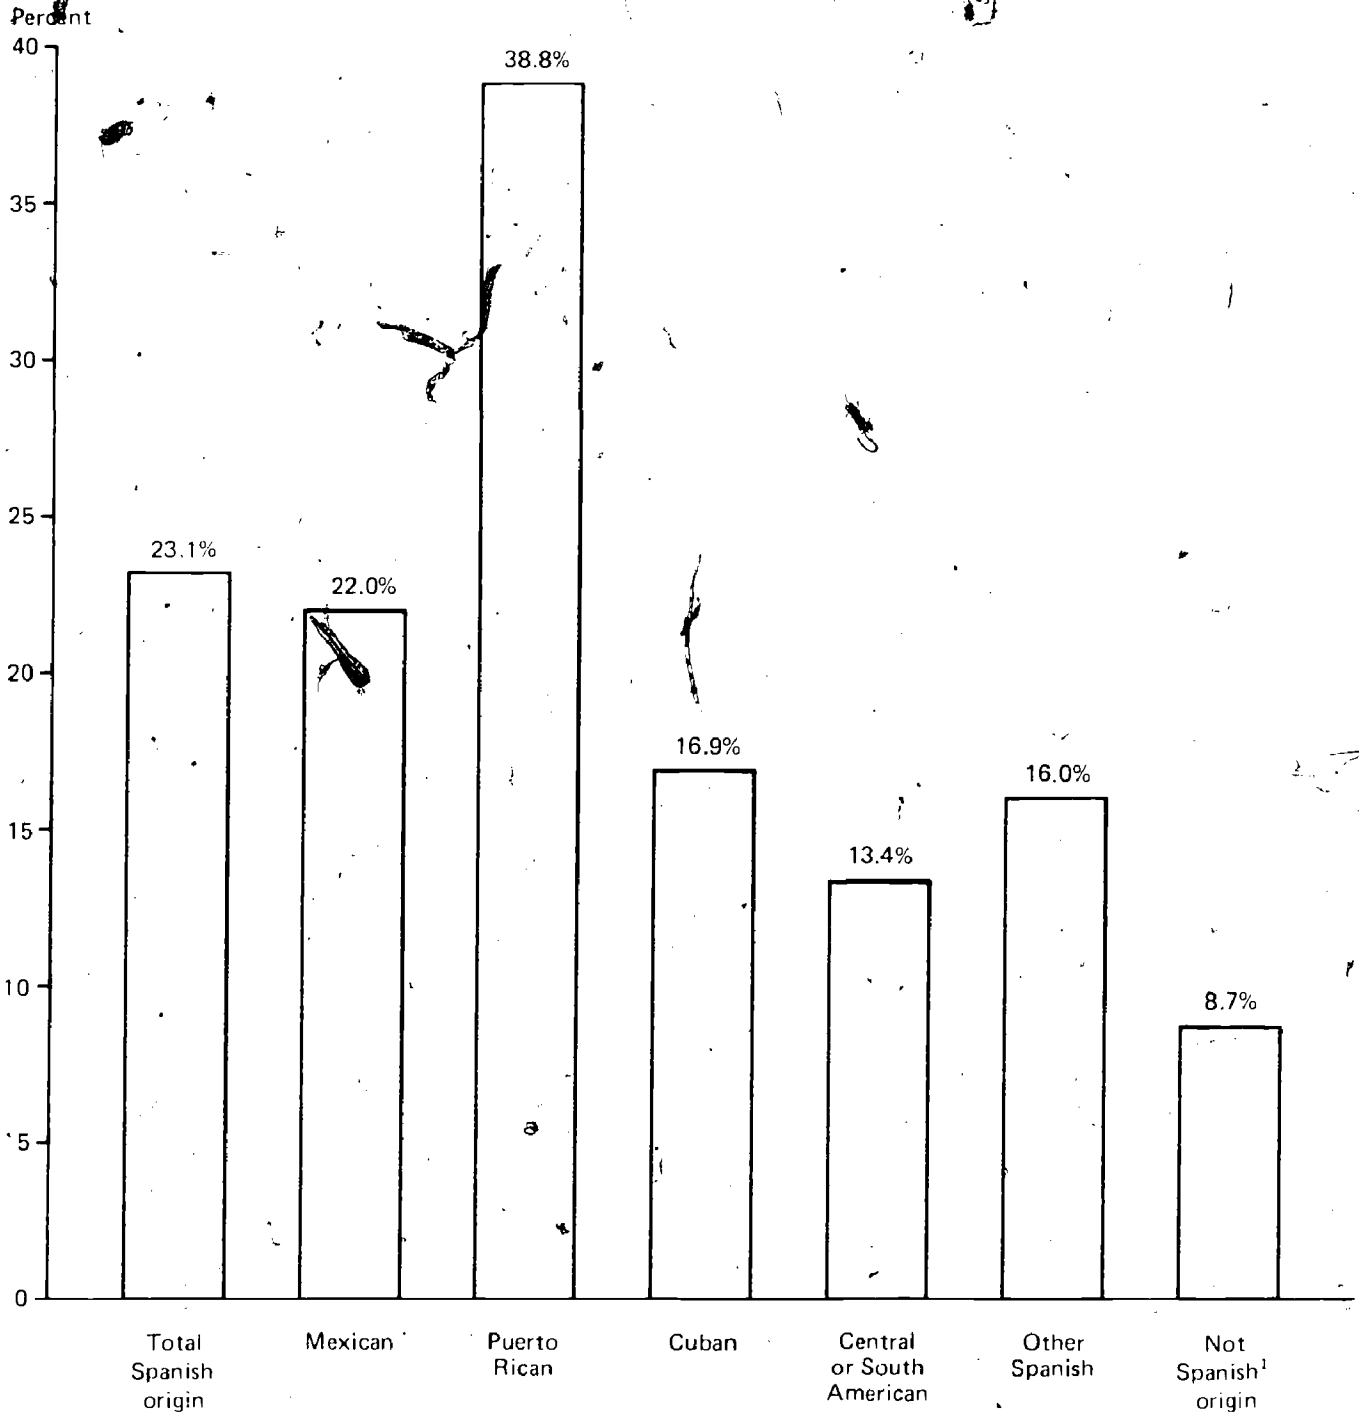 Percent
40
35
30
25
20
15
10
5
0
23.1%
22.0%
38.8%
16.9%
13.4%
16.0%
8.7%
Total
Spanish
origin
Mexican
Puerto
Rican
Cuban
Central
or South
American
Other
Spanish
Not
Spanish¹
origin